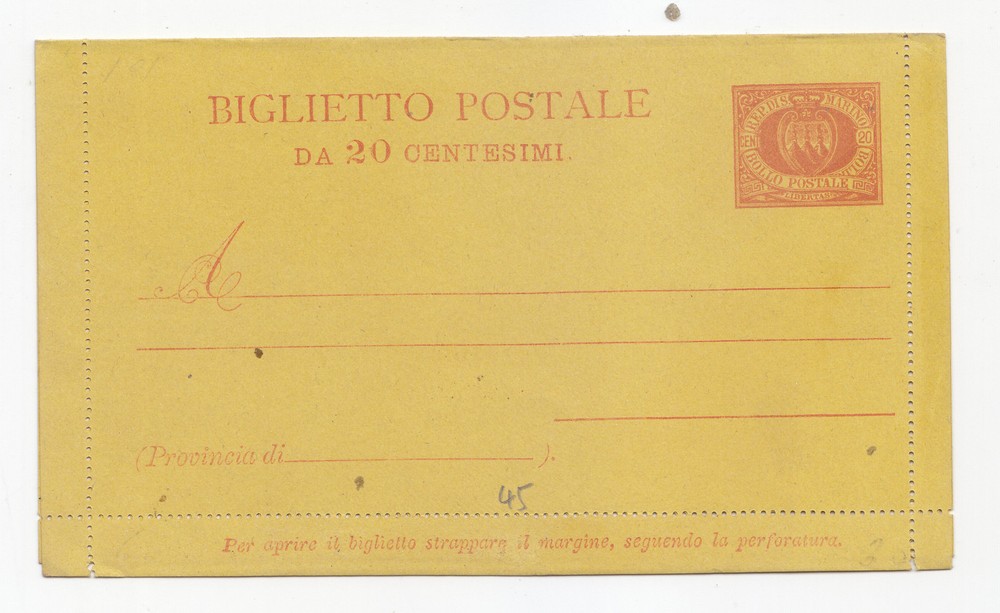 BIGLIETTO POSTALE
DA 20 CENTESIMI.
REP. DI S. MARINO
CENT 20
BOLLO POSTALE BOLL
LIBERTAS
A
(Provincia di ).
45
Per aprire il biglietto strappare il margine, seguendo la perforatura.